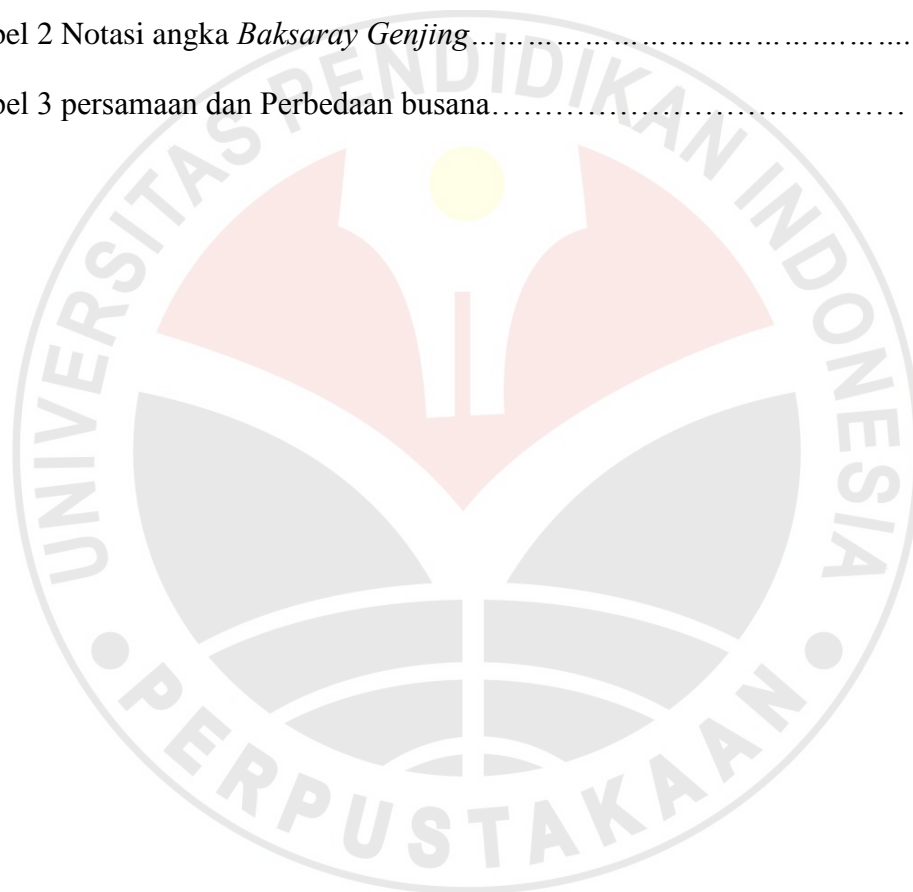 bel 2 Notasi angka Baksaray Genjing……………………………………….
bel 3 persamaan dan Perbedaan busana…………………………………
UNIVERSITAS PENDIDIKAN INDONESIA
PERPUSTAKAAN